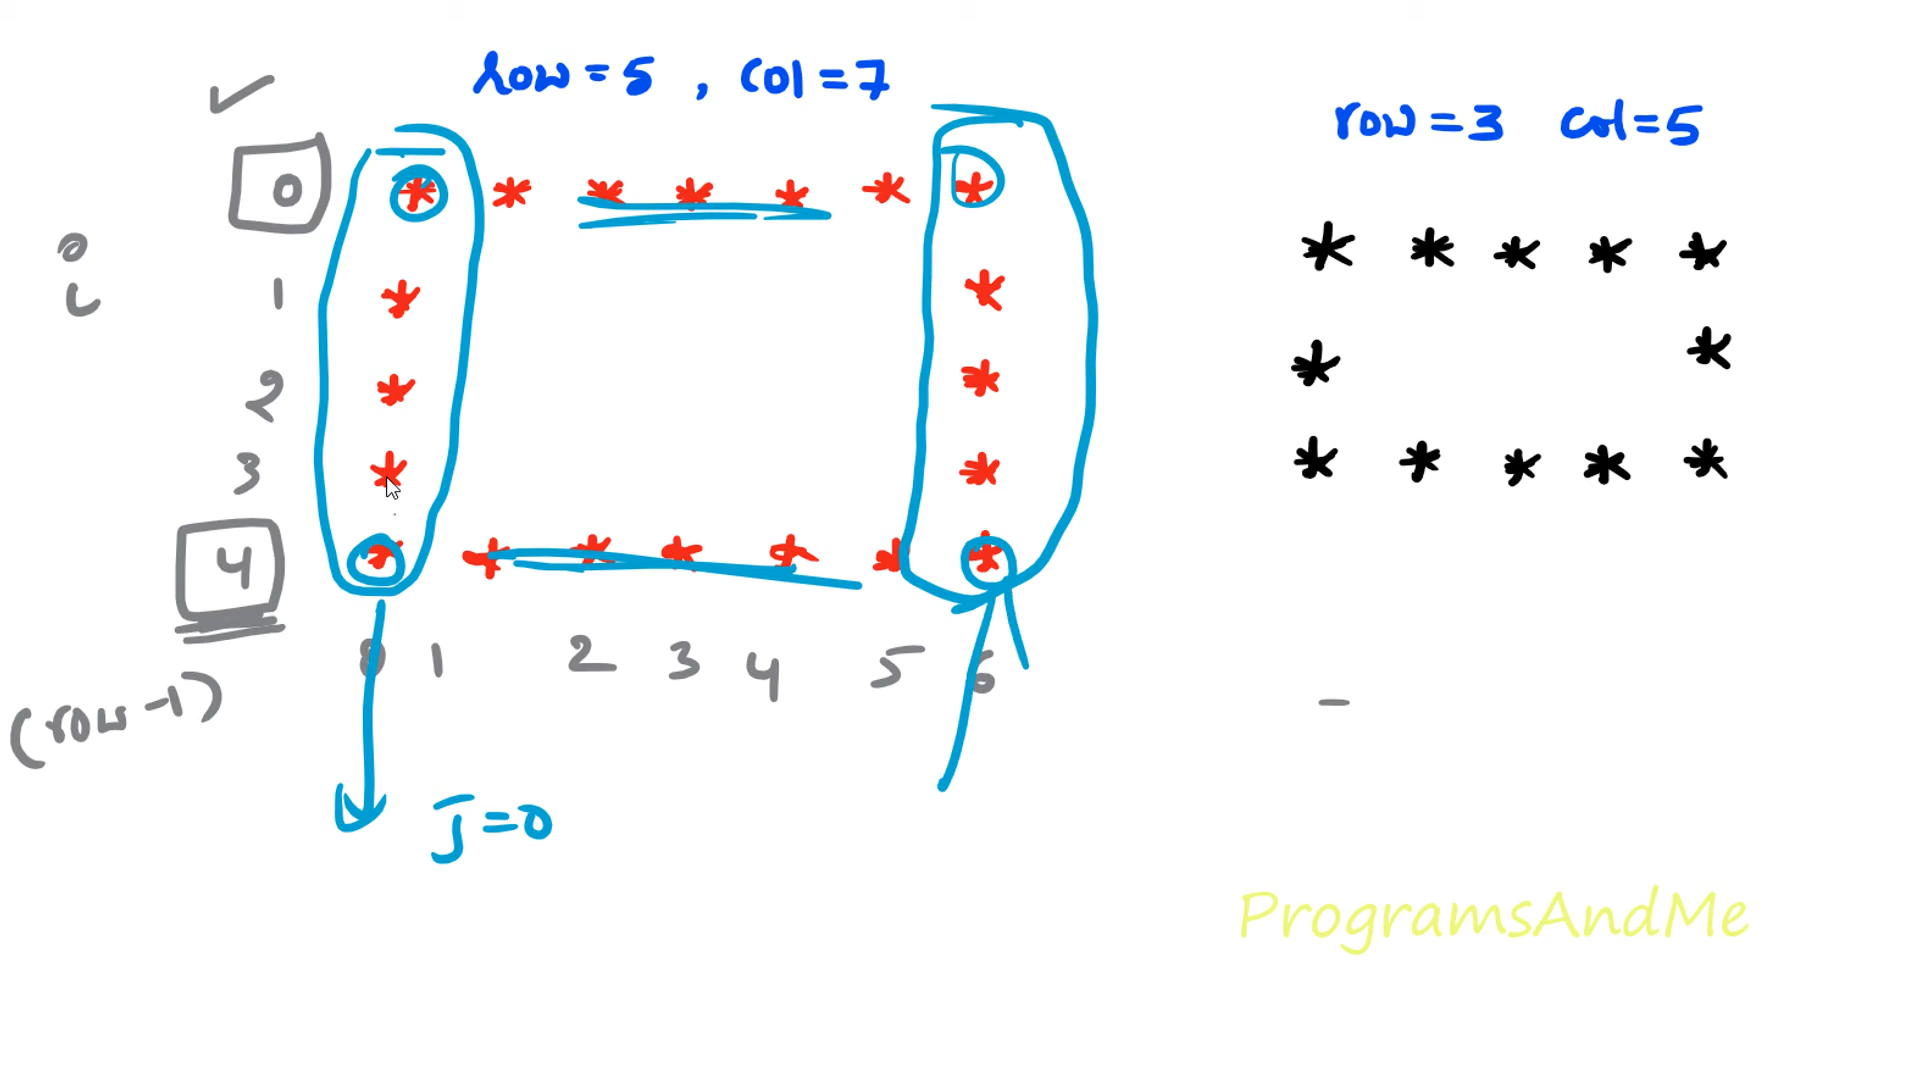 row = 5 , col = 7
row = 3 col = 5
0 * * * * * * *
* * * * *
i 1 * *
* *
2 * *
3 * *
* * * * *
4 * * * * * * *
0 1 2 3 4 5 6
(row - 1)
-
j = 0
ProgramsAndMe